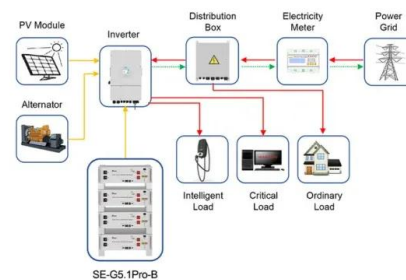 PV Module
Inverter
Distribution
Box
Electricity
Meter
Power
Grid
Alternator
Intelligent
Load
Critical
Load
Ordinary
Load
SE-G5.1Pro-B